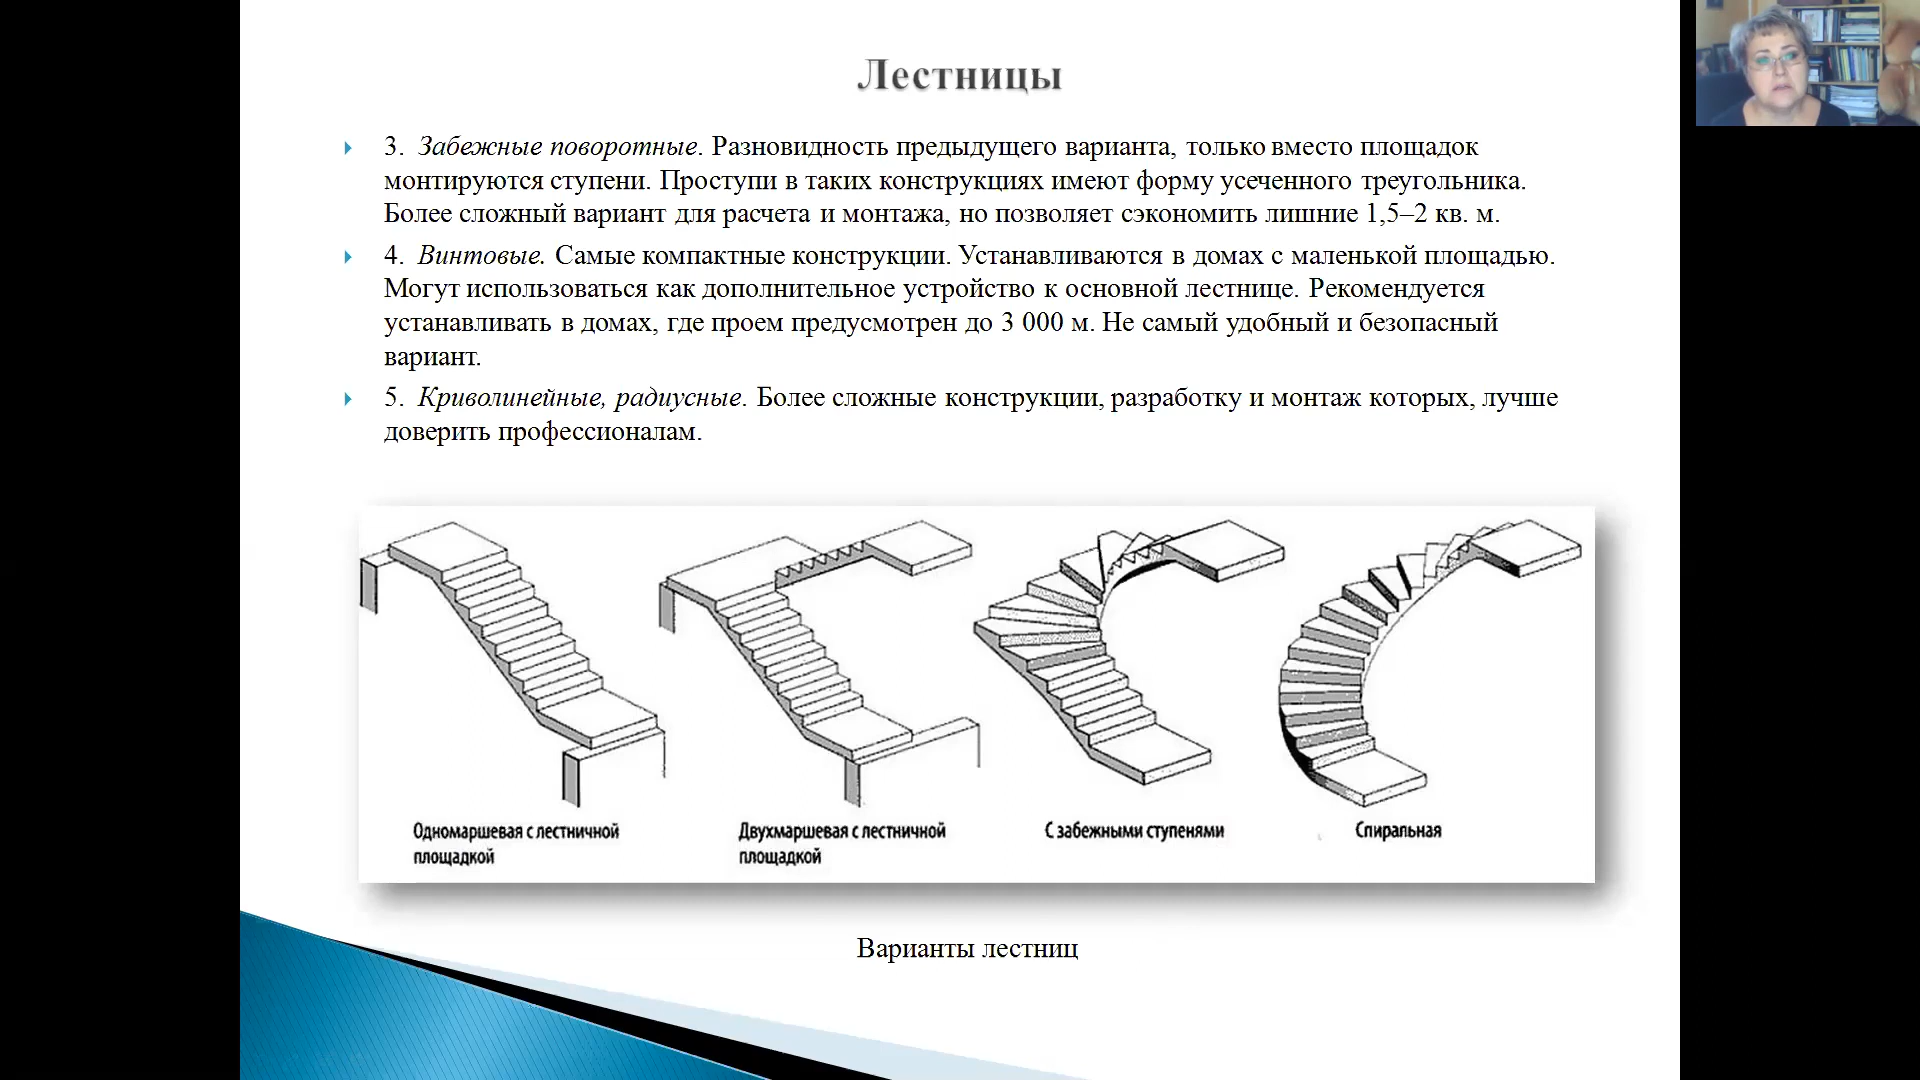 Лестницы
3. Забежные поворотные. Разновидность предыдущего варианта, только вместо площадок
монтируются ступени. Проступи в таких конструкциях имеют форму усеченного треугольника.
Более сложный вариант для расчета и монтажа, но позволяет сэкономить лишние 1,5–2 кв. м.
4. Винтовые. Самые компактные конструкции. Устанавливаются в домах с маленькой площадью.
Могут использоваться как дополнительное устройство к основной лестнице. Рекомендуется
устанавливать в домах, где проем предусмотрен до 3 000 м. Не самый удобный и безопасный
вариант.
5. Криволинейные, радиусные. Более сложные конструкции, разработку и монтаж которых, лучше
доверить профессионалам.
Одномаршевая с лестничной
площадкой
Двухмаршевая с лестничной
площадкой
С забежными ступенями
Спиральная
Варианты лестниц